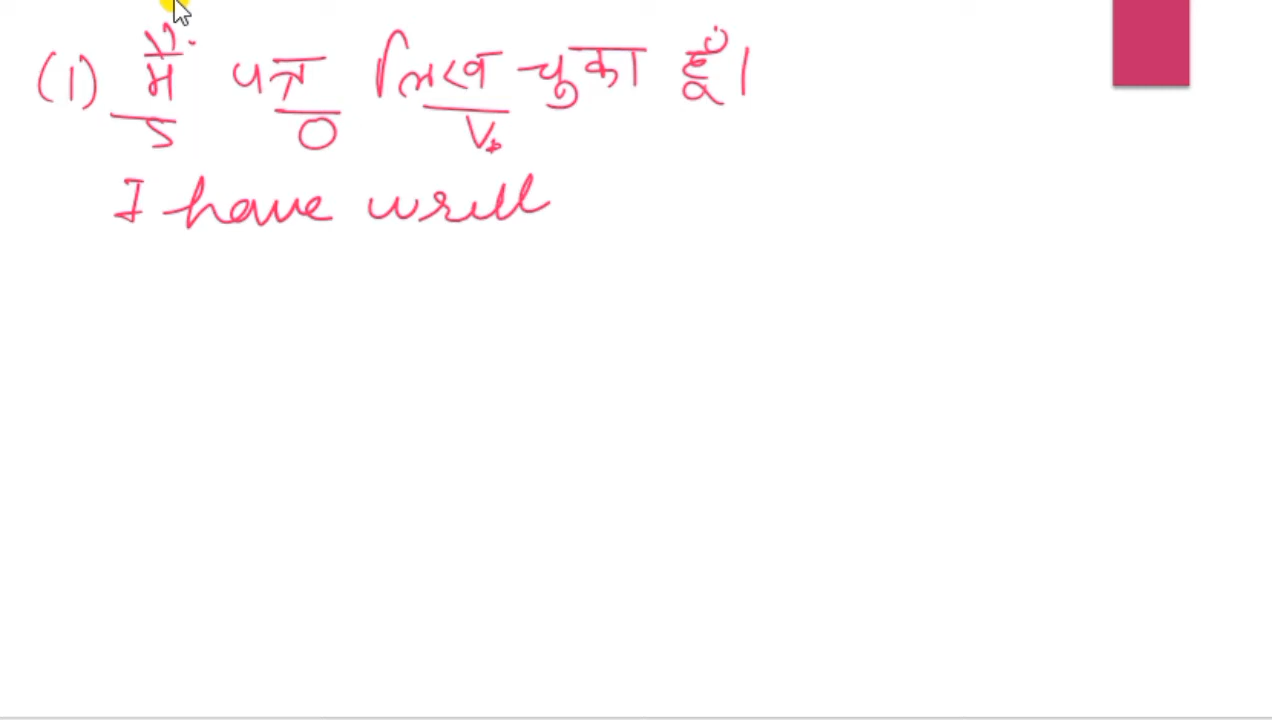 (1) मैं पत्र लिख चुका हूँ।
S O V
I have writt